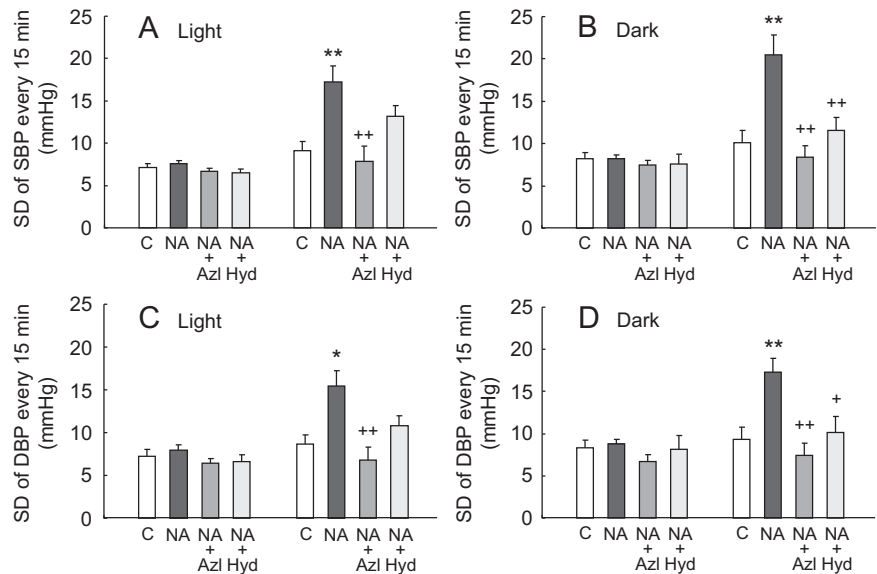 A Light
SD of SBP every 15 min
(mmHg)
25
20
15
10
5
0
**
++
C NA NA NA C NA NA NA
+ + + +
Azl Hyd Azl Hyd
B Dark
SD of SBP every 15 min
(mmHg)
25
20
15
10
5
0
**
++
++
C NA NA NA C NA NA NA
+ + + +
Azl Hyd Azl Hyd
C Light
SD of DBP every 15 min
(mmHg)
25
20
15
10
5
0
*
++
C NA NA NA C NA NA NA
+ + + +
Azl Hyd Azl Hyd
D Dark
SD of DBP every 15 min
(mmHg)
25
20
15
10
5
0
**
++
+
C NA NA NA C NA NA NA
+ + + +
Azl Hyd Azl Hyd